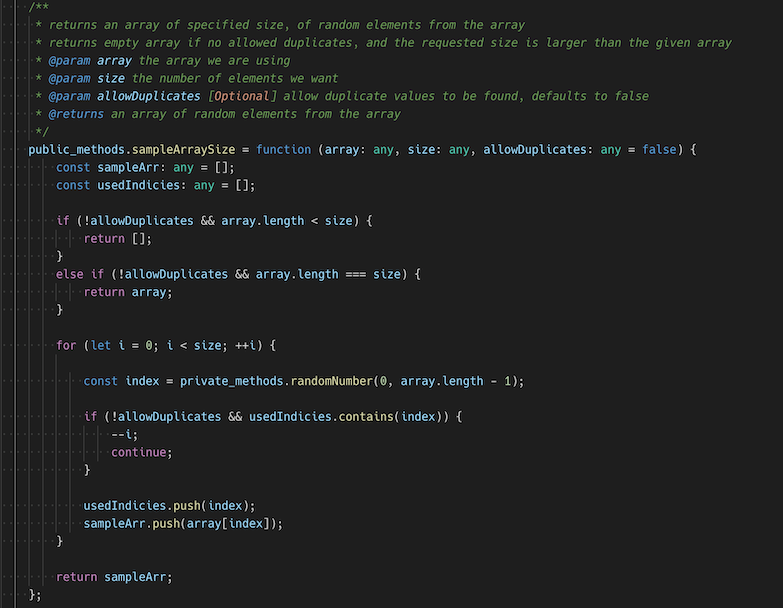 /**
* returns an array of specified size, of random elements from the array
* returns empty array if no allowed duplicates, and the requested size is larger than the given array
* @param array the array we are using
* @param size the number of elements we want
* @param allowDuplicates [Optional] allow duplicate values to be found, defaults to false
* @returns an array of random elements from the array
*/
public_methods.sampleArraySize = function (array: any, size: any, allowDuplicates: any = false) {
const sampleArr: any = [];
const usedIndicies: any = [];
if (!allowDuplicates && array.length < size) {
return [];
}
else if (!allowDuplicates && array.length === size) {
return array;
}
for (let i = 0; i < size; ++i) {
const index = private_methods.randomNumber(0, array.length - 1);
if (!allowDuplicates && usedIndicies.contains(index)) {
--i;
continue;
}
usedIndicies.push(index);
sampleArr.push(array[index]);
}
return sampleArr;
};